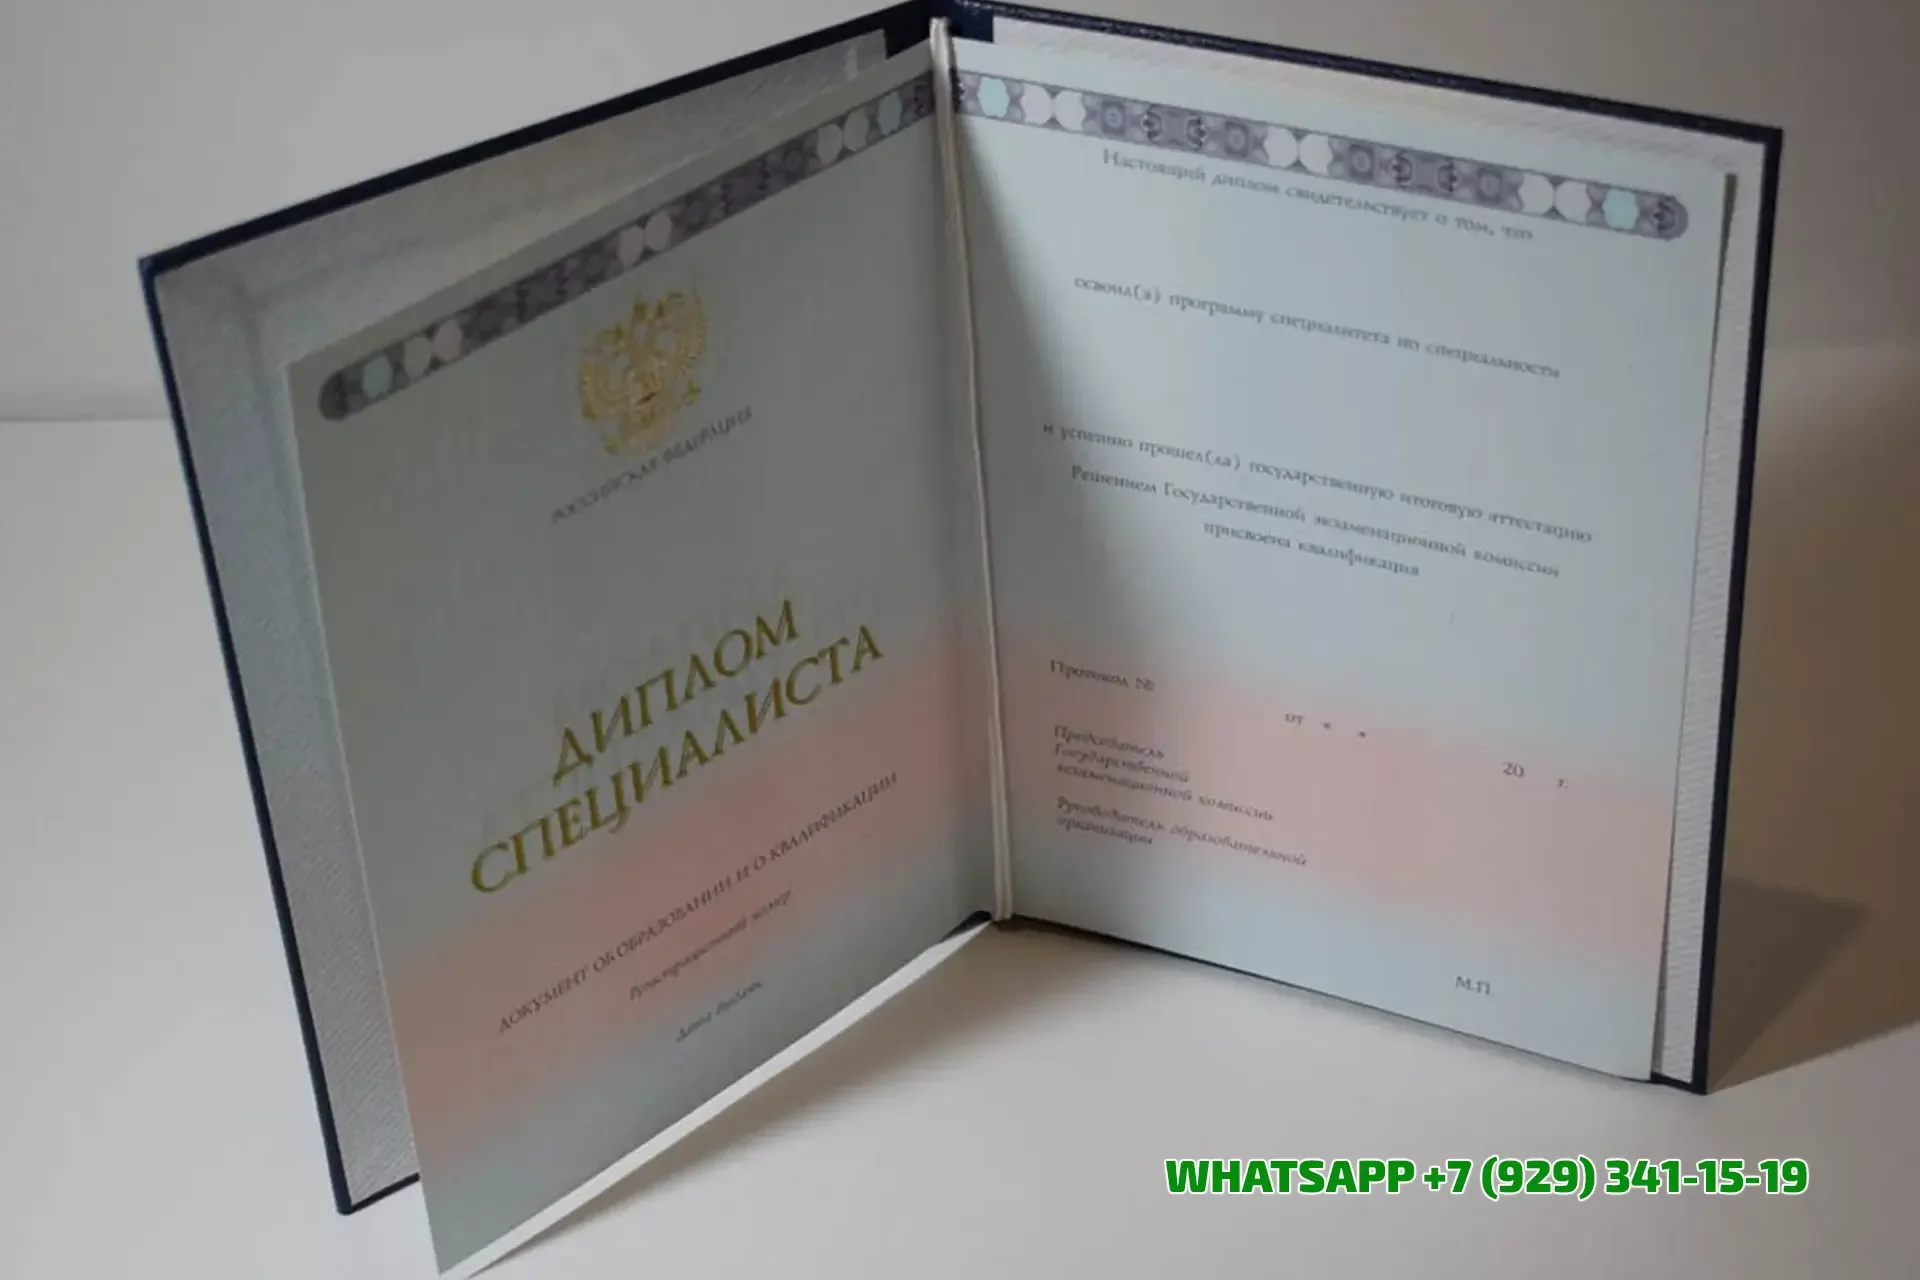 РОССИЙСКАЯ ФЕДЕРАЦИЯ
ДИПЛОМ
СПЕЦИАЛИСТА
ДОКУМЕНТ ОБ ОБРАЗОВАНИИ И О КВАЛИФИКАЦИИ
Регистрационный номер
Дата выдачи
Настоящий диплом свидетельствует о том, что
освоил(а) программу специалитета по специальности
и успешно прошел(ла) государственную итоговую аттестацию
Решением Государственной экзаменационной комиссии
присвоена квалификация
Протокол №
от « »
20 г.
Председатель
Государственной
экзаменационной комиссии
Руководитель образовательной
организации
М.П.
WHATSAPP +7 (929) 341-15-19